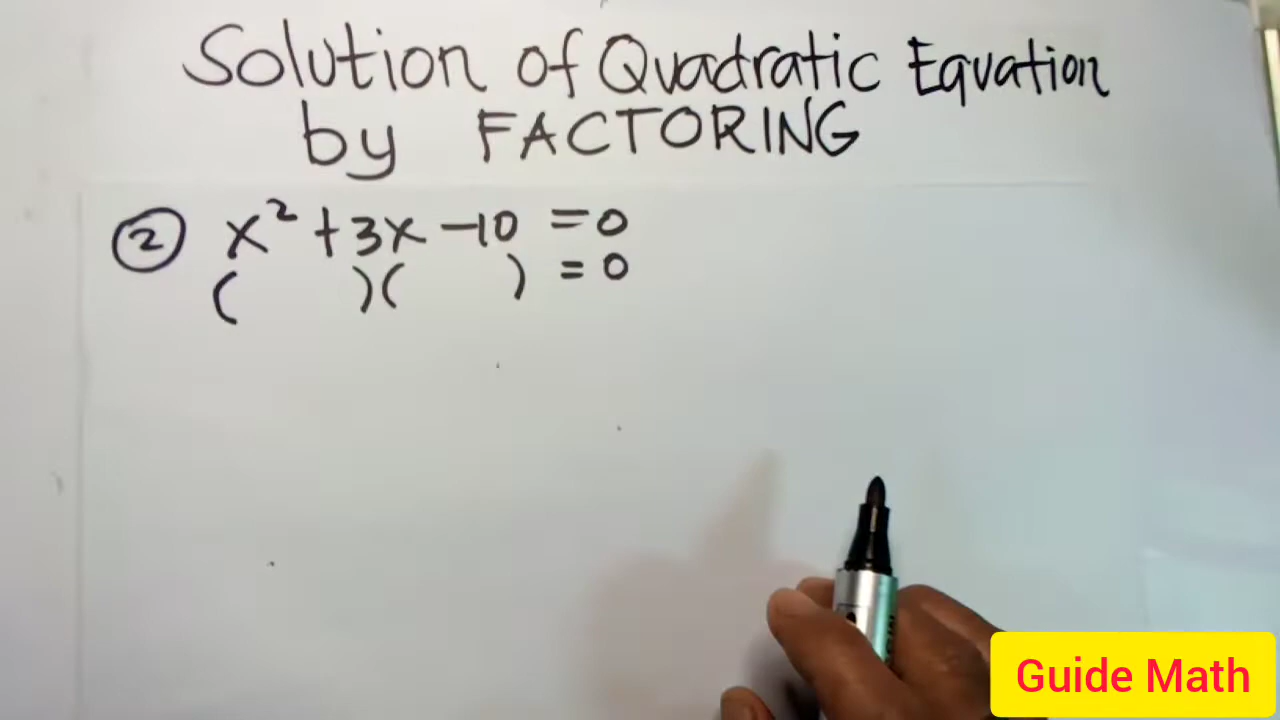 Solution of Quadratic Equation
by FACTORING
② x² + 3x - 10 = 0
( )( ) = 0
Guide Math